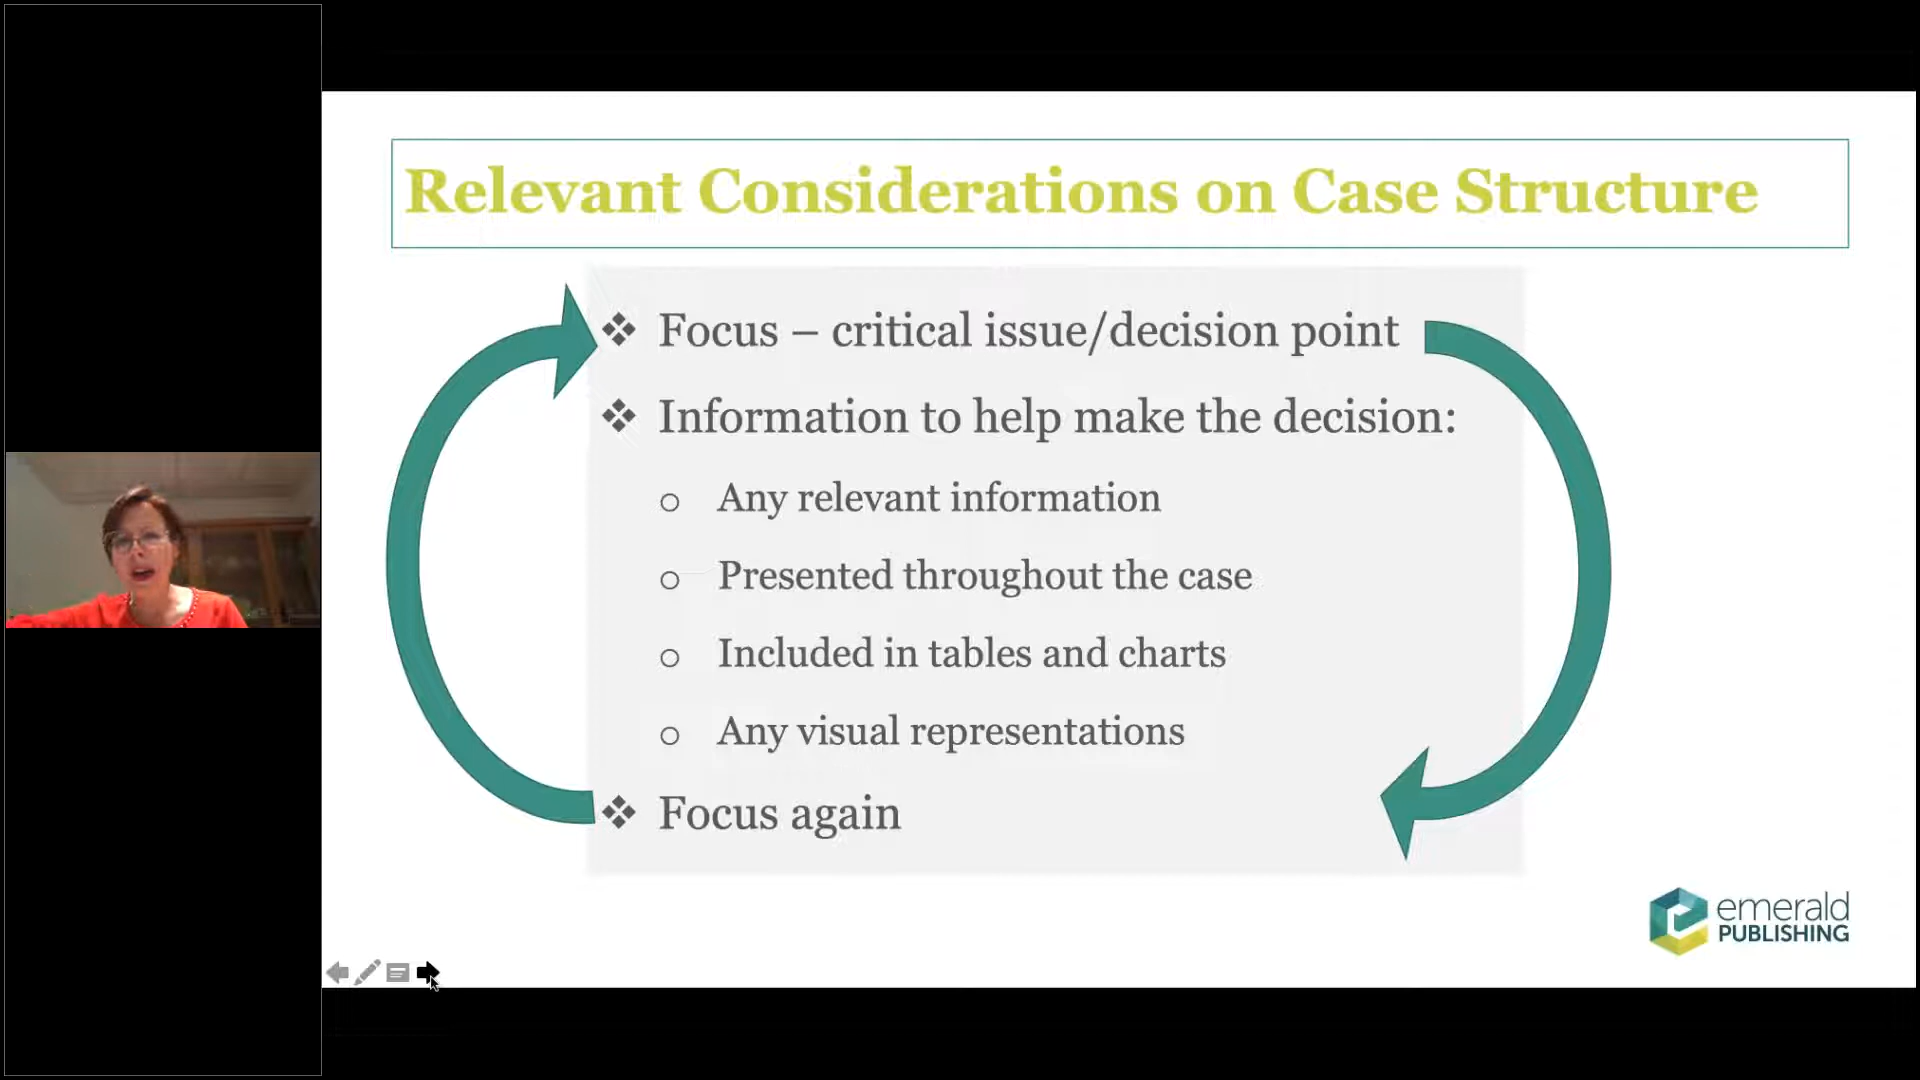 Relevant Considerations on Case Structure
Focus – critical issue/decision point
Information to help make the decision:
Any relevant information
Presented throughout the case
Included in tables and charts
Any visual representations
Focus again
emerald
PUBLISHING